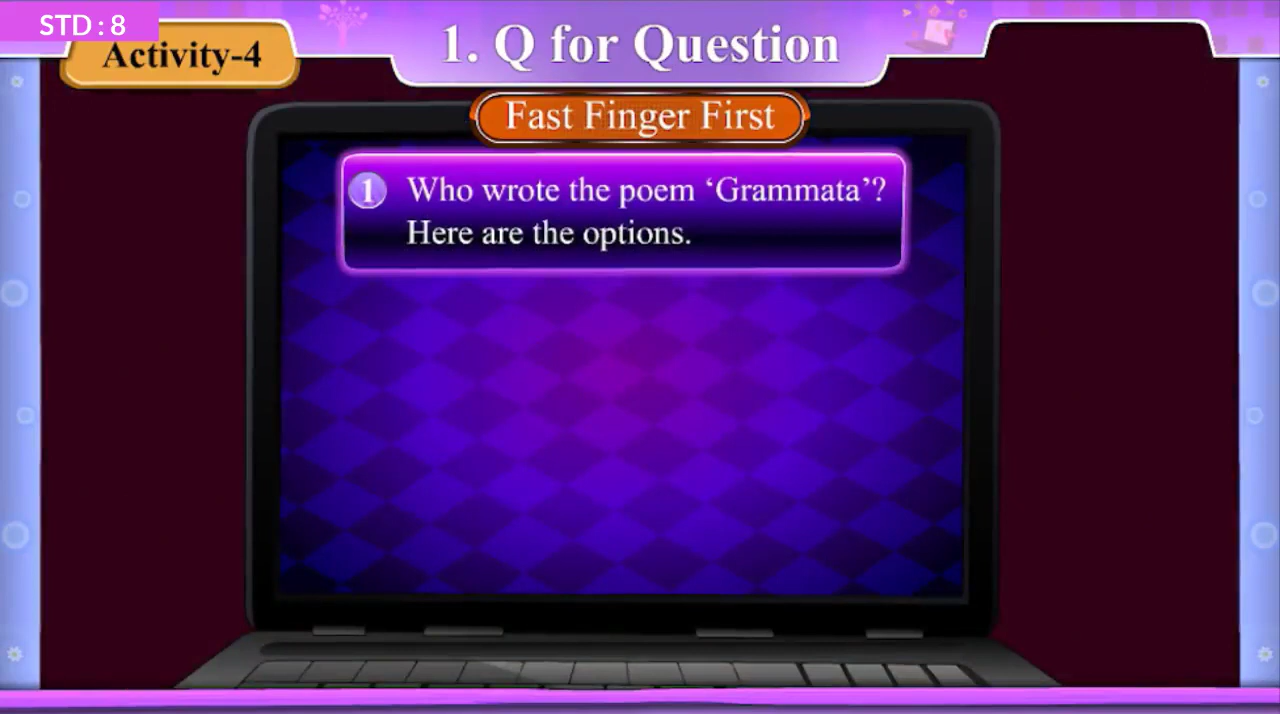 STD : 8
Activity-4
1. Q for Question
Fast Finger First
1 Who wrote the poem ‘Grammata’?
Here are the options.